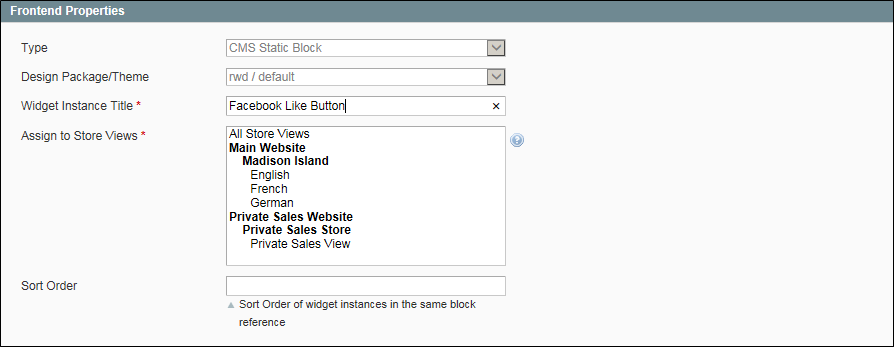 Frontend Properties
Type
CMS Static Block
Design Package/Theme
rwd / default
Widget Instance Title *
Facebook Like Button
Assign to Store Views *
All Store Views
Main Website
Madison Island
English
French
German
Private Sales Website
Private Sales Store
Private Sales View
Sort Order
Sort Order of widget instances in the same block
reference